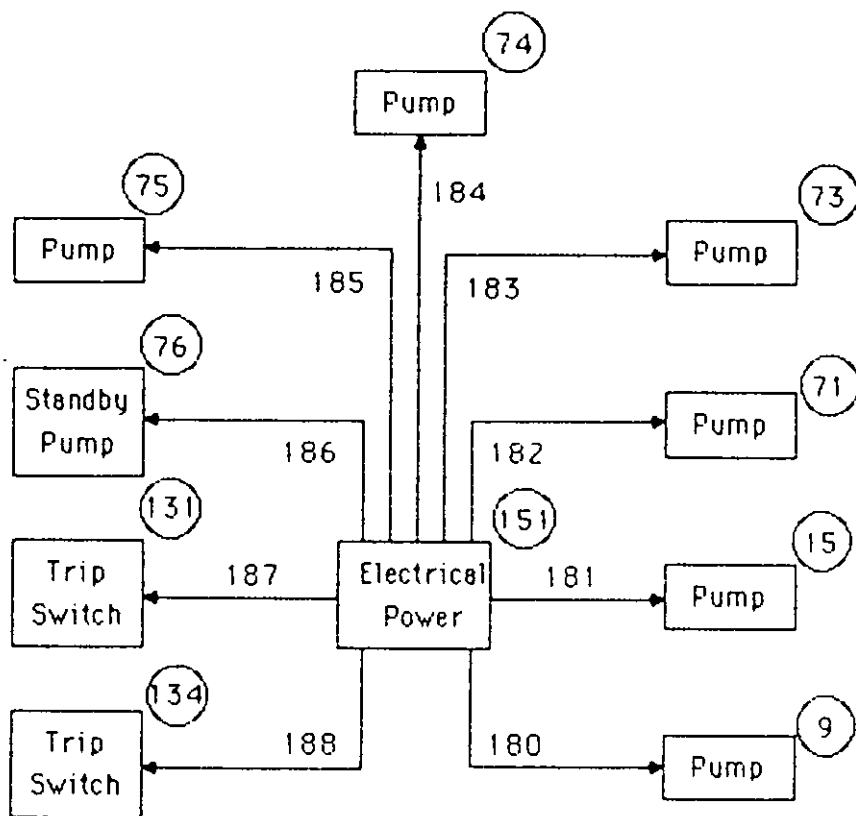 74
Pump
184
75
Pump
185
73
Pump
183
76
Standby
Pump
186
71
Pump
182
131
Trip
Switch
187
151
Electrical
Power
181
15
Pump
134
Trip
Switch
188
180
9
Pump